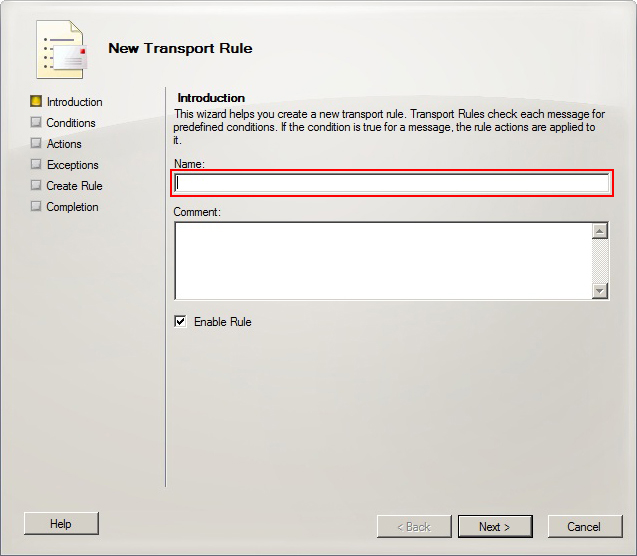 New Transport Rule
Introduction
Conditions
Actions
Exceptions
Create Rule
Completion
Introduction
This wizard helps you create a new transport rule. Transport Rules check each message for
predefined conditions. If the condition is true for a message, the rule actions are applied to
it.
Name:
Comment:
Enable Rule
Help
< Back
Next >
Cancel